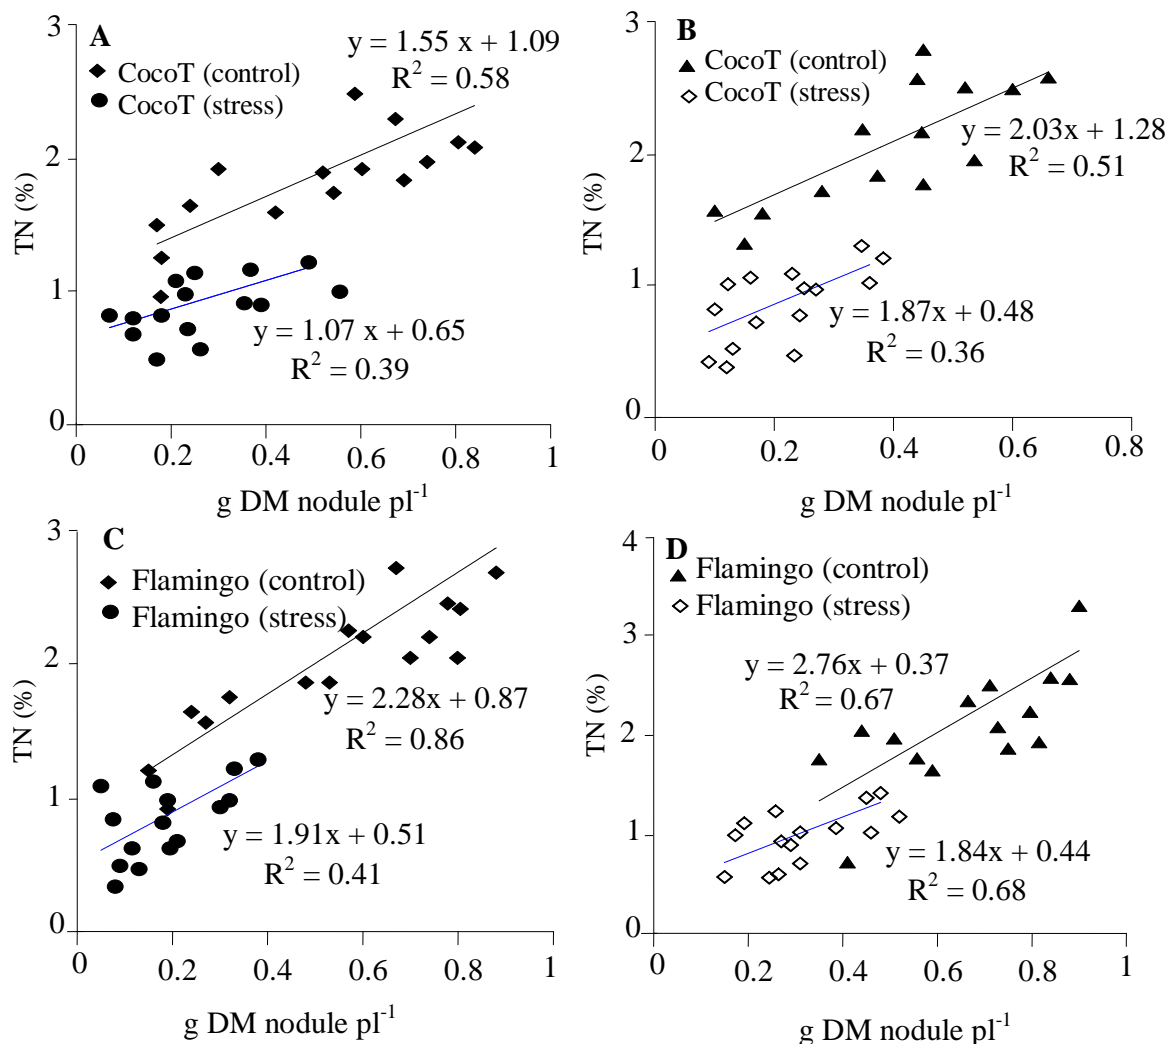 A
CocoT (control)
CocoT (stress)
y = 1.55 x + 1.09
R² = 0.58
y = 1.07 x + 0.65
R² = 0.39
TN (%)
3
2
1
0
0 0.2 0.4 0.6 0.8 1
g DM nodule pl⁻¹
B
CocoT (control)
CocoT (stress)
y = 2.03x + 1.28
R² = 0.51
y = 1.87x + 0.48
R² = 0.36
TN (%)
3
2
1
0
0 0.2 0.4 0.6 0.8
g DM nodule pl⁻¹
C
Flamingo (control)
Flamingo (stress)
y = 2.28x + 0.87
R² = 0.86
y = 1.91x + 0.51
R² = 0.41
TN (%)
3
2
1
0
0 0.2 0.4 0.6 0.8 1
g DM nodule pl⁻¹
D
Flamingo (control)
Flamingo (stress)
y = 2.76x + 0.37
R² = 0.67
y = 1.84x + 0.44
R² = 0.68
TN (%)
4
3
2
1
0
0 0.2 0.4 0.6 0.8 1
g DM nodule pl⁻¹